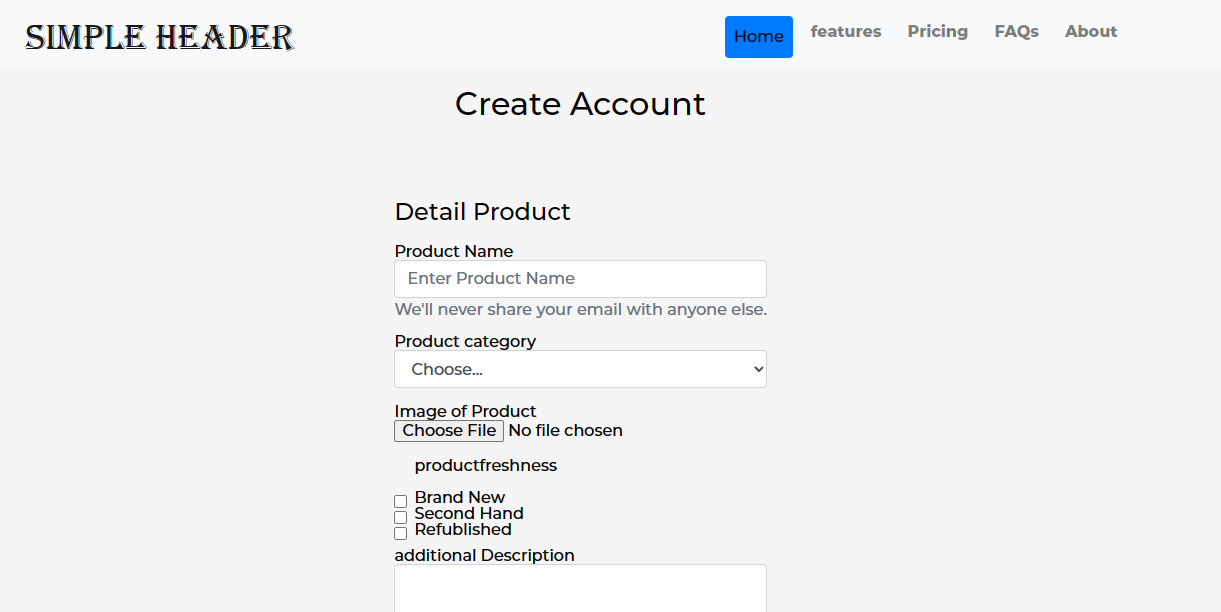 SIMPLE HEADER
Home features Pricing FAQs About
Create Account
Detail Product
Product Name
Enter Product Name
We'll never share your email with anyone else.
Product category
Choose...
Image of Product
Choose File No file chosen
productfreshness
Brand New
Second Hand
Refublished
additional Description